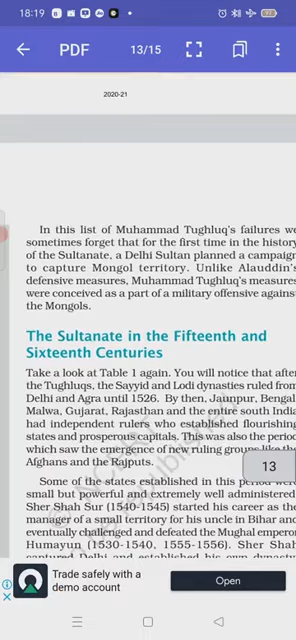 18:19
PDF
13/15
2020-21
In this list of Muhammad Tughluq's failures we
sometimes forget that for the first time in the history
of the Sultanate, a Delhi Sultan planned a campaign
to capture Mongol territory. Unlike Alauddin's
defensive measures, Muhammad Tughluq's measures
were conceived as a part of a military offensive against
the Mongols.
The Sultanate in the Fifteenth and
Sixteenth Centuries
Take a look at Table 1 again. You will notice that after
the Tughluqs, the Sayyid and Lodi dynasties ruled from
Delhi and Agra until 1526. By then, Jaunpur, Bengal,
Malwa, Gujarat, Rajasthan and the entire south India
had independent rulers who established flourishing
states and prosperous capitals. This was also the period
which saw the emergence of new ruling groups like the
Afghans and the Rajputs.
13
Some of the states established in this period were
small but powerful and extremely well administered.
Sher Shah Sur (1540-1545) started his career as the
manager of a small territory for his uncle in Bihar and
eventually challenged and defeated the Mughal emperor
Humayun (1530-1540, 1555-1556). Sher Shah
captured Delhi and established his own dynasty.
Trade safely with a
demo account
Open